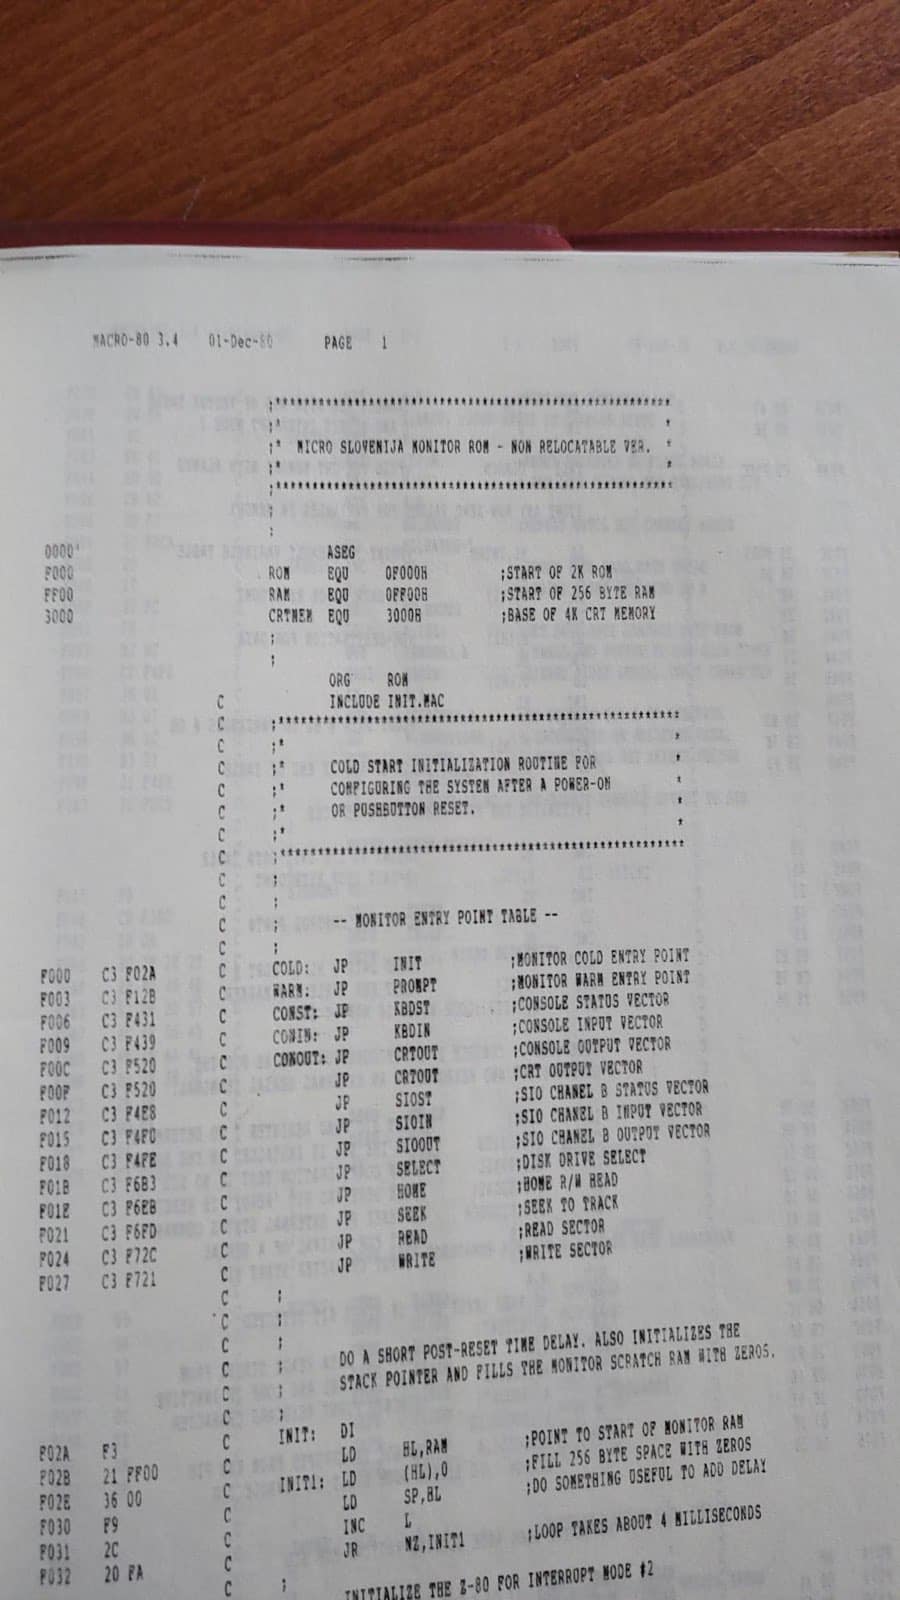 MACRO-80 3.4 01-Dec-80 PAGE 1
;*******************************************************
;* *
;* MICRO SLOVENIJA MONITOR ROM - NON RELOCATABLE VER. *
;* *
;*******************************************************
;
;
0000' ASEG
F000 ROM EQU 0F000H ;START OF 2K ROM
FF00 RAM EQU 0FF00H ;START OF 256 BYTE RAM
3000 CRTMEM EQU 3000H ;BASE OF 4K CRT MEMORY
;
;
ORG ROM
C INCLUDE INIT.MAC
C ;*******************************************************
C ;* *
C ;* COLD START INITIALIZATION ROUTINE FOR *
C ;* CONFIGURING THE SYSTEM AFTER A POWER-ON *
C ;* OR PUSHBUTTON RESET. *
C ;* *
C ;*******************************************************
C ;
C ;
C ; -- MONITOR ENTRY POINT TABLE --
C ;
F000 C3 F02A C COLD: JP INIT ;MONITOR COLD ENTRY POINT
F003 C3 F12B C WARM: JP PROMPT ;MONITOR WARM ENTRY POINT
F006 C3 F431 C CONST: JP KBDST ;CONSOLE STATUS VECTOR
F009 C3 F439 C CONIN: JP KBDIN ;CONSOLE INPUT VECTOR
F00C C3 F520 C CONOUT: JP CRTOUT ;CONSOLE OUTPUT VECTOR
F00F C3 F520 C JP CRTOUT ;CRT OUTPUT VECTOR
F012 C3 F4E8 C JP SIOST ;SIO CHANEL B STATUS VECTOR
F015 C3 F4F0 C JP SIOIN ;SIO CHANEL B INPUT VECTOR
F018 C3 F4FE C JP SIOOUT ;SIO CHANEL B OUTPUT VECTOR
F01B C3 F6B3 C JP SELECT ;DISK DRIVE SELECT
F01E C3 F6EB C JP HOME ;HOME R/W HEAD
F021 C3 F6FD C JP SEEK ;SEEK TO TRACK
F024 C3 F72C C JP READ ;READ SECTOR
F027 C3 F721 C JP WRITE ;WRITE SECTOR
C ;
C ;
C ; DO A SHORT POST-RESET TIME DELAY. ALSO INITIALIZES THE
C ; STACK POINTER AND FILLS THE MONITOR SCRATCH RAM WITH ZEROS.
C ;
C ;
F02A F3 C INIT: DI
F02B 21 FF00 C LD HL,RAM ;POINT TO START OF MONITOR RAM
F02E 36 00 C INIT1: LD (HL),0 ;FILL 256 BYTE SPACE WITH ZEROS
F030 F9 C LD SP,HL ;DO SOMETHING USEFUL TO ADD DELAY
F031 2C C INC L
F032 20 FA C JR NZ,INIT1 ;LOOP TAKES ABOUT 4 MILLISECONDS
C ;
INITIALIZE THE Z-80 FOR INTERRUPT MODE #2